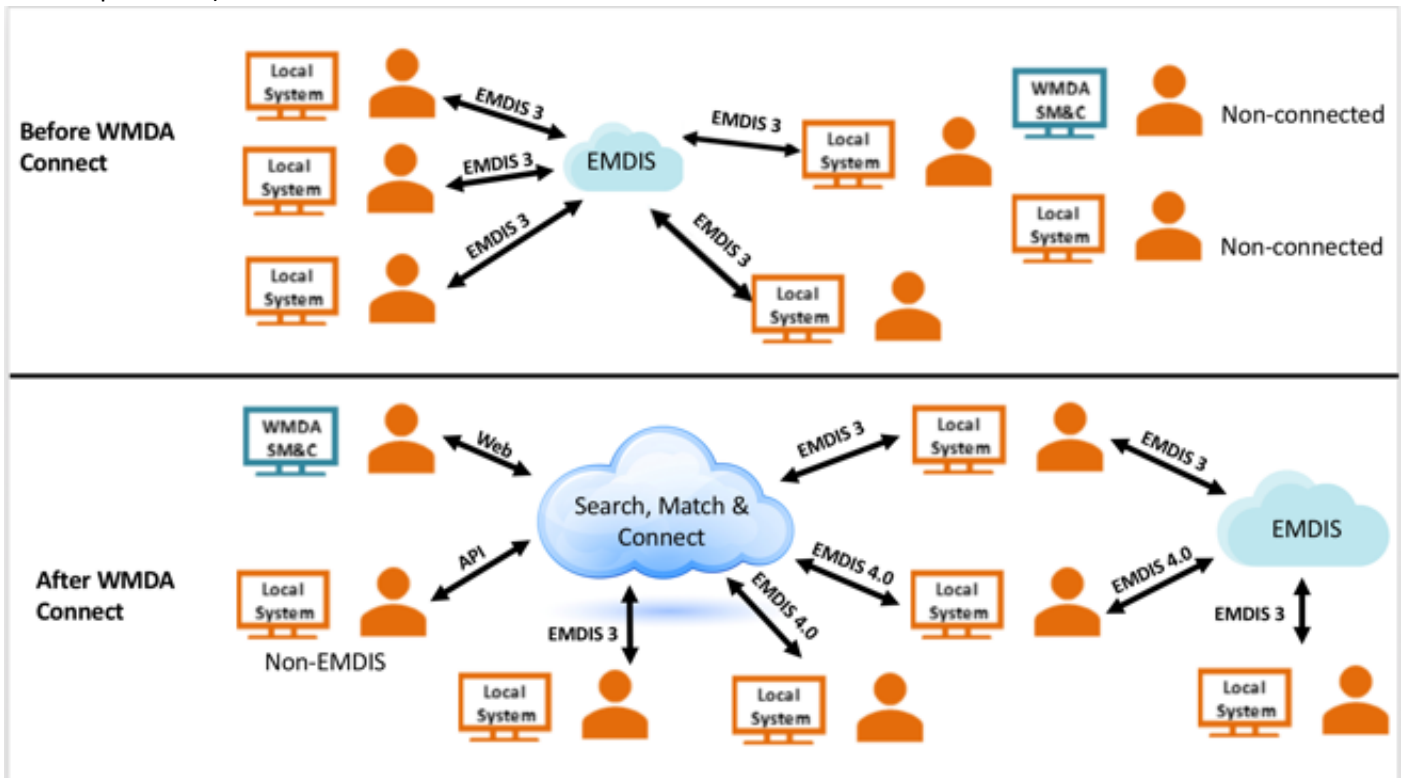 Before WMDA
Connect
Local
System
EMDIS 3
Local
System
EMDIS 3
Local
System
EMDIS 3
EMDIS
EMDIS 3
Local
System
EMDIS 3
Local
System
WMDA
SM&C
Non-connected
Local
System
Non-connected
After WMDA
Connect
WMDA
SM&C
Web
Local
System
Non-EMDIS
API
Search, Match &
Connect
EMDIS 3
Local
System
EMDIS 4.0
Local
System
EMDIS 3
Local
System
EMDIS 4.0
Local
System
EMDIS 3
EMDIS 4.0
EMDIS
EMDIS 3
Local
System